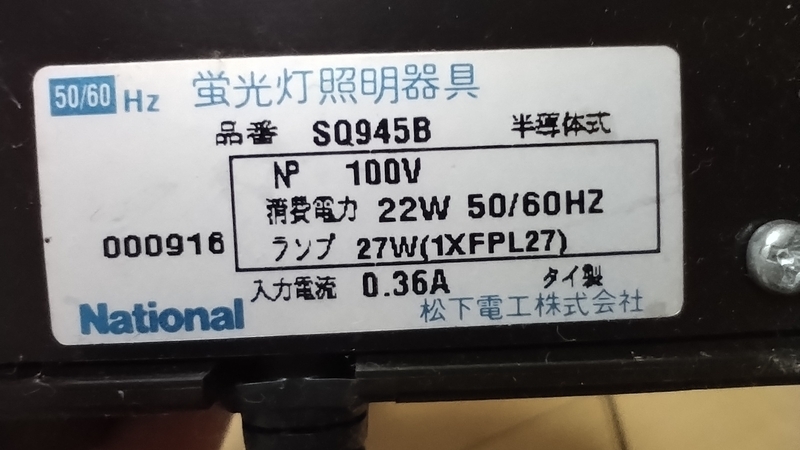 50/60 Hz 蛍光灯照明器具
品番 SQ945B 半導体式
NP 100V
消費電力 22W 50/60HZ
000916 ランプ 27W(1XFPL27)
入力電流 0.36A タイ製
National 松下電工株式会社